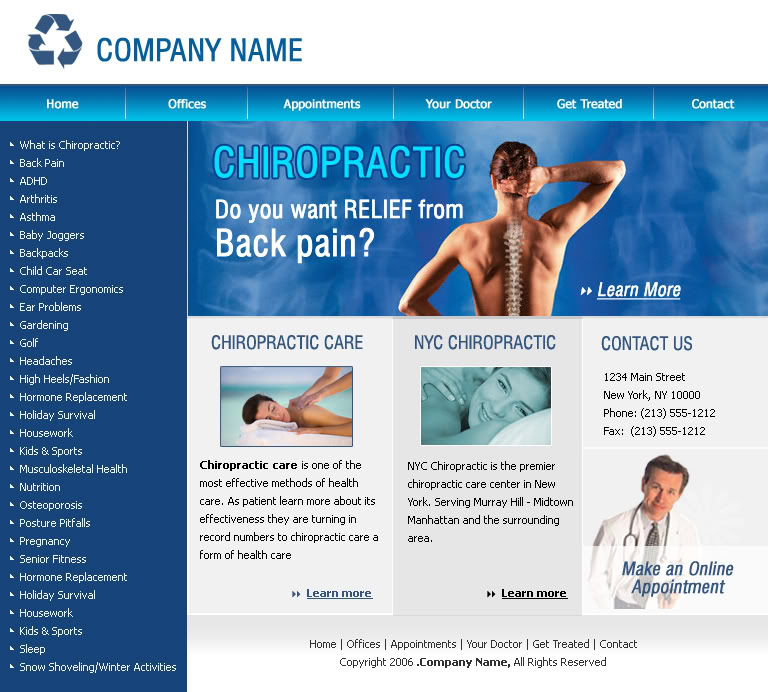 COMPANY NAME
Home
Offices
Appointments
Your Doctor
Get Treated
Contact
What is Chiropractic?
Back Pain
ADHD
Arthritis
Asthma
Baby Joggers
Backpacks
Child Car Seat
Computer Ergonomics
Ear Problems
Gardening
Golf
Headaches
High Heels/Fashion
Hormone Replacement
Holiday Survival
Housework
Kids & Sports
Musculoskeletal Health
Nutrition
Osteoporosis
Posture Pitfalls
Pregnancy
Senior Fitness
Hormone Replacement
Holiday Survival
Housework
Kids & Sports
Sleep
Snow Shoveling/Winter Activities
CHIROPRACTIC
Do you want RELIEF from
Back pain?
Learn More
CHIROPRACTIC CARE
Chiropractic care is one of the
most effective methods of health
care. As patient learn more about its
effectiveness they are turning in
record numbers to chiropractic care a
form of health care
Learn more
NYC CHIROPRACTIC
NYC Chiropractic is the premier
chiropractic care center in New
York. Serving Murray Hill - Midtown
Manhattan and the surrounding
area.
Learn more
CONTACT US
1234 Main Street
New York, NY 10000
Phone: (213) 555-1212
Fax: (213) 555-1212
Make an Online
Appointment
Home | Offices | Appointments | Your Doctor | Get Treated | Contact
Copyright 2006 .Company Name, All Rights Reserved